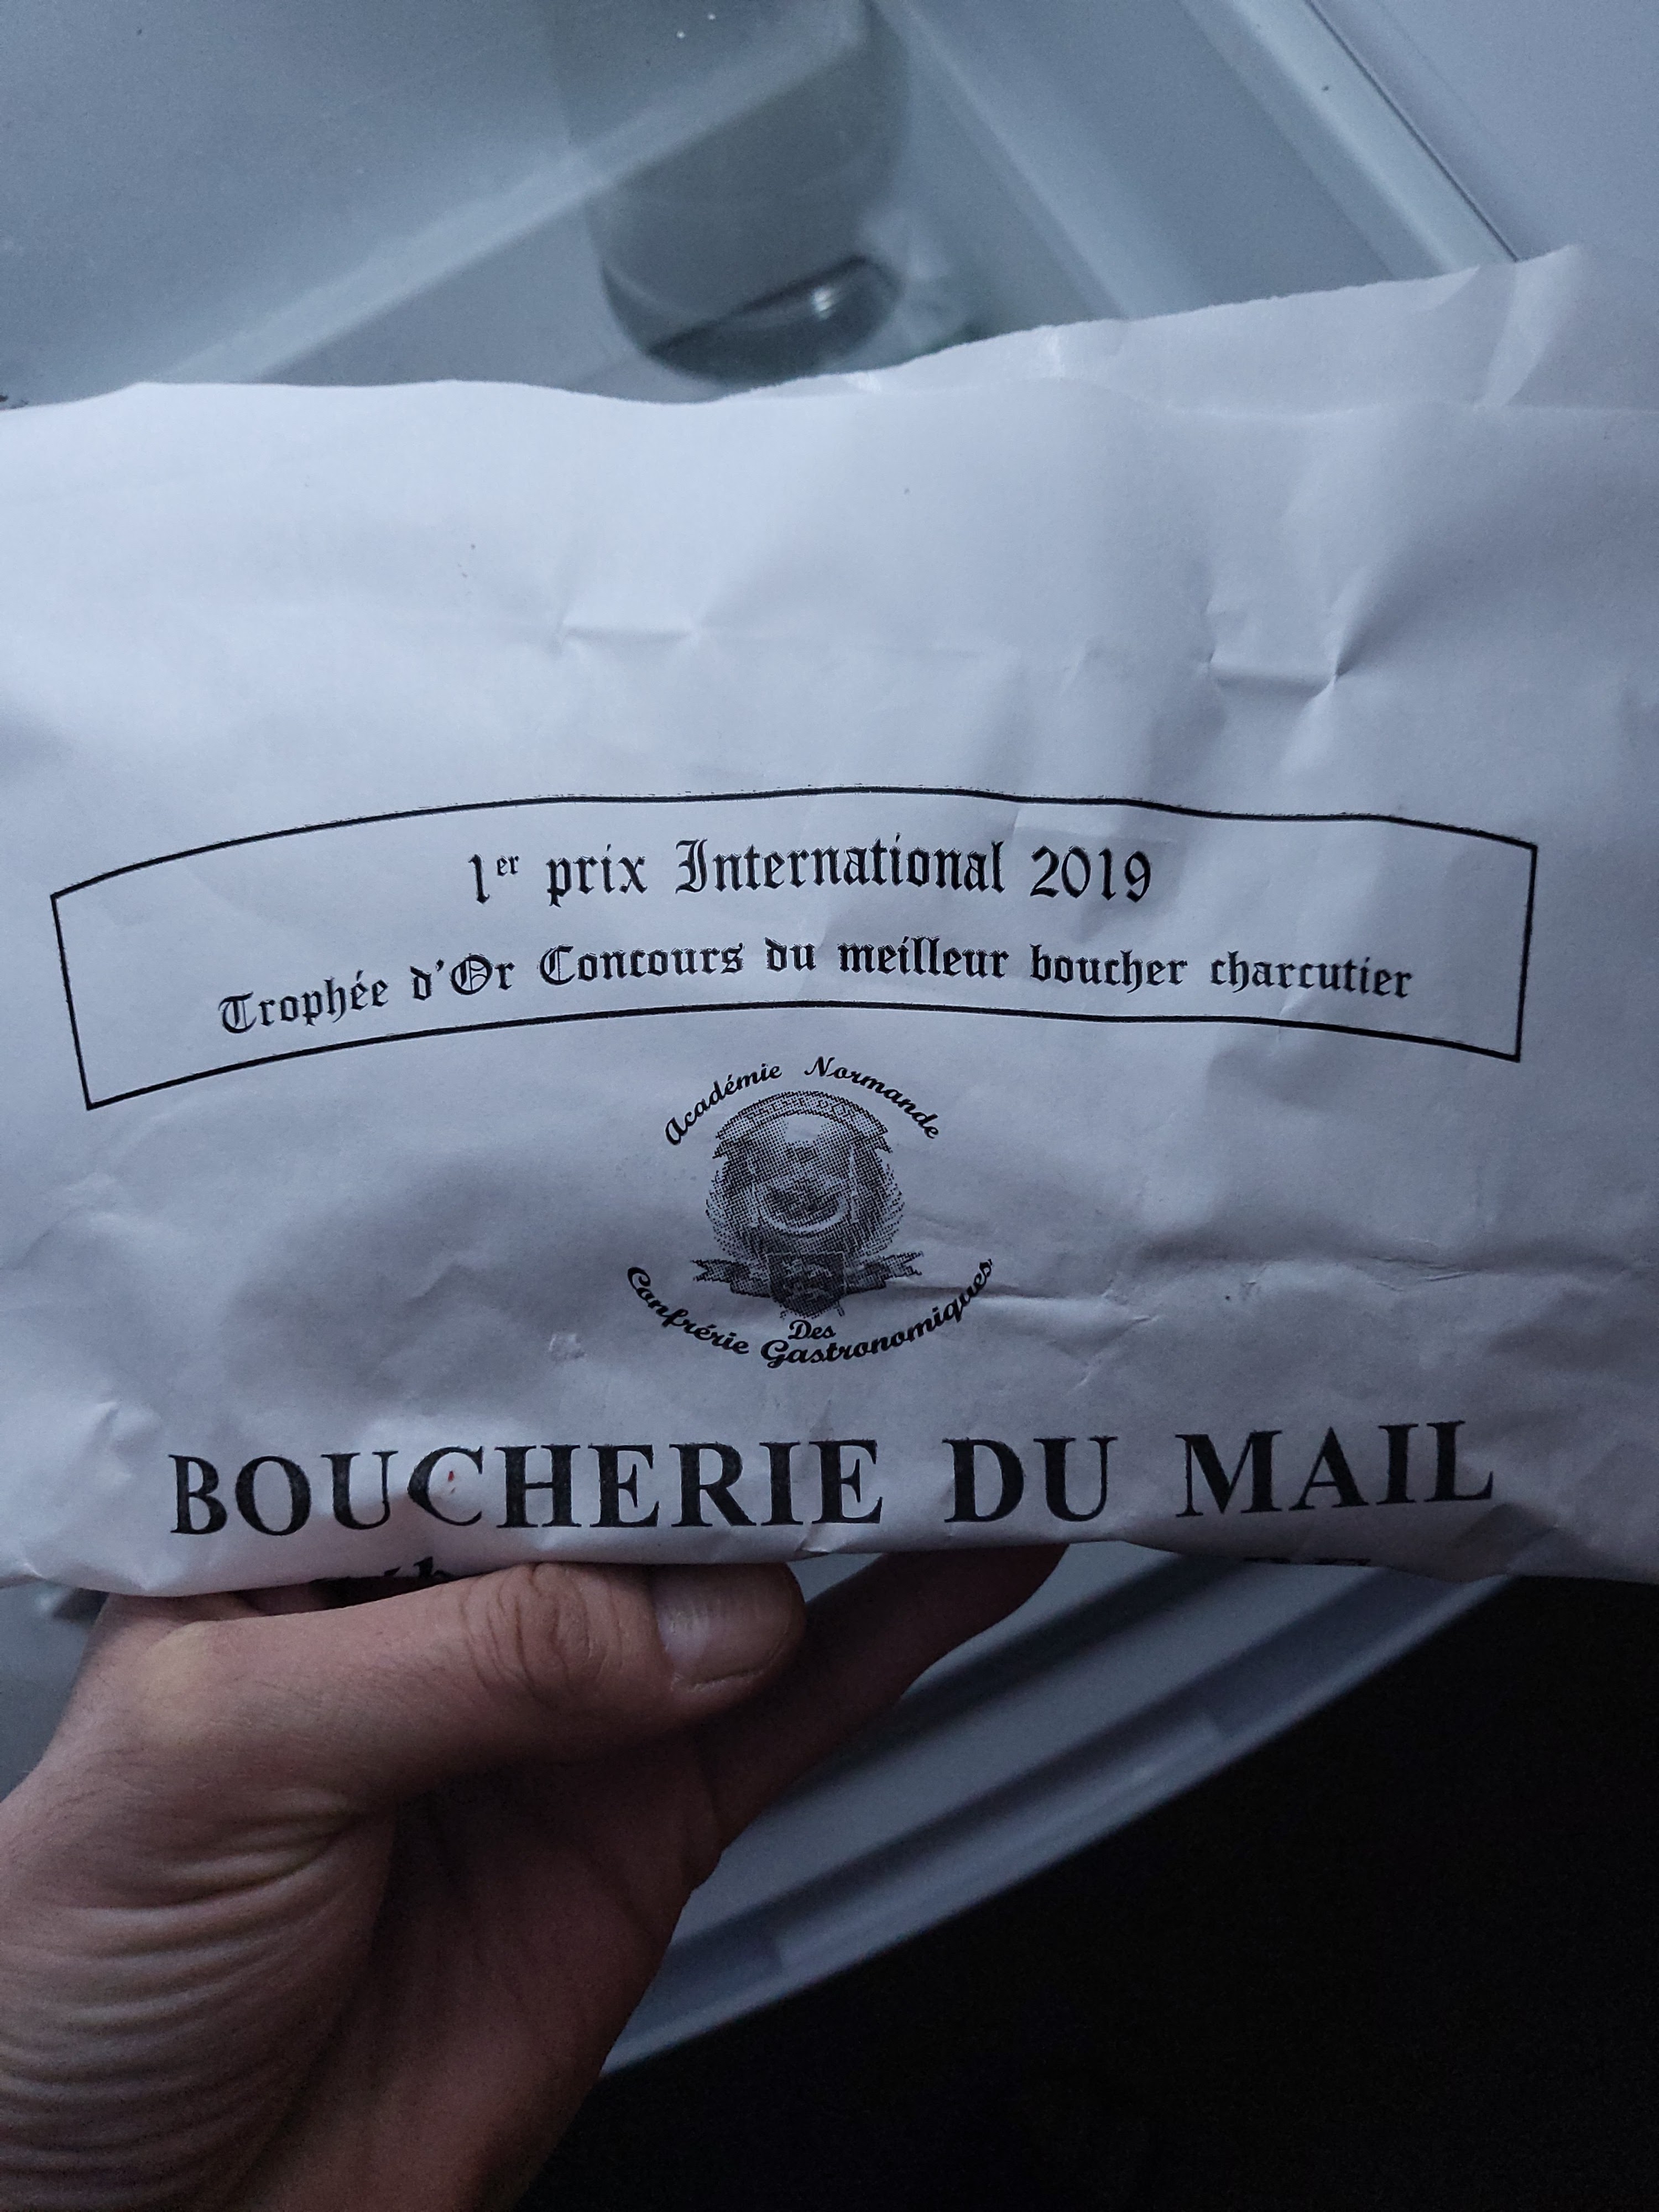 1er prix International 2019
Trophée d'Or Concours du meilleur boucher charcutier
Académie Normande
Des
Confrérie Gastronomiques
BOUCHERIE DU MAIL